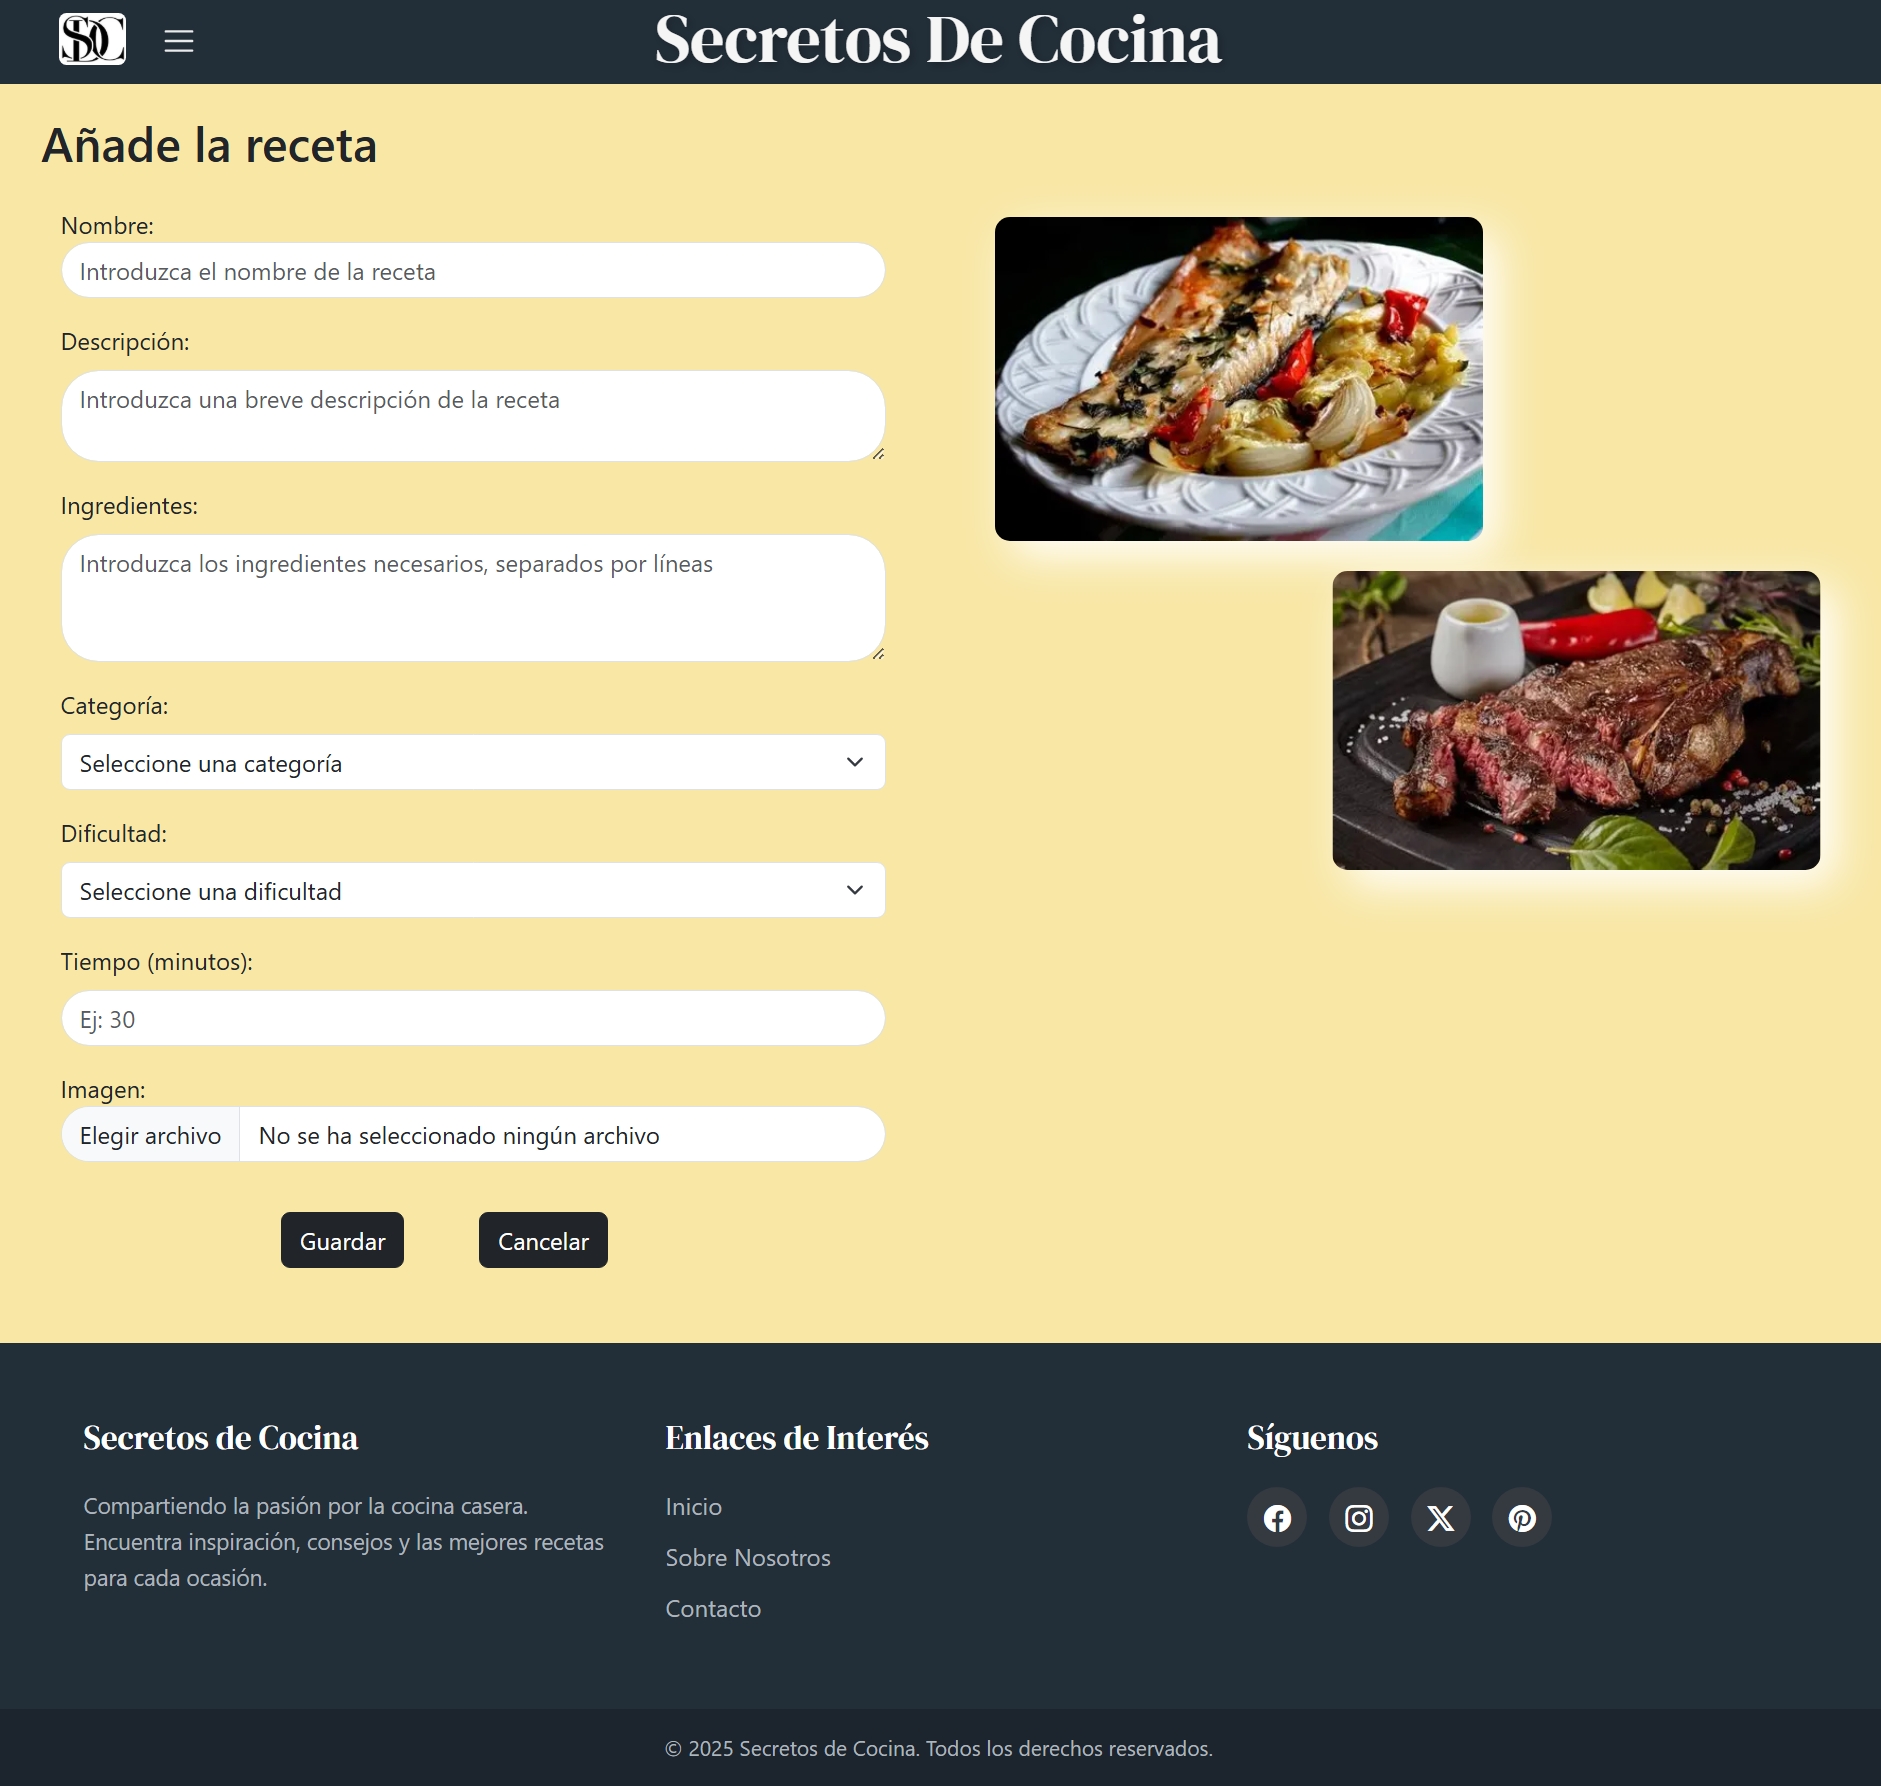 SDC
Secretos De Cocina
Añade la receta
Nombre:
Introduzca el nombre de la receta
Descripción:
Introduzca una breve descripción de la receta
Ingredientes:
Introduzca los ingredientes necesarios, separados por líneas
Categoría:
Seleccione una categoría
Dificultad:
Seleccione una dificultad
Tiempo (minutos):
Ej: 30
Imagen:
Elegir archivo No se ha seleccionado ningún archivo
Guardar Cancelar
Secretos de Cocina
Compartiendo la pasión por la cocina casera.
Encuentra inspiración, consejos y las mejores recetas
para cada ocasión.
Enlaces de Interés
Inicio
Sobre Nosotros
Contacto
Síguenos
© 2025 Secretos de Cocina. Todos los derechos reservados.